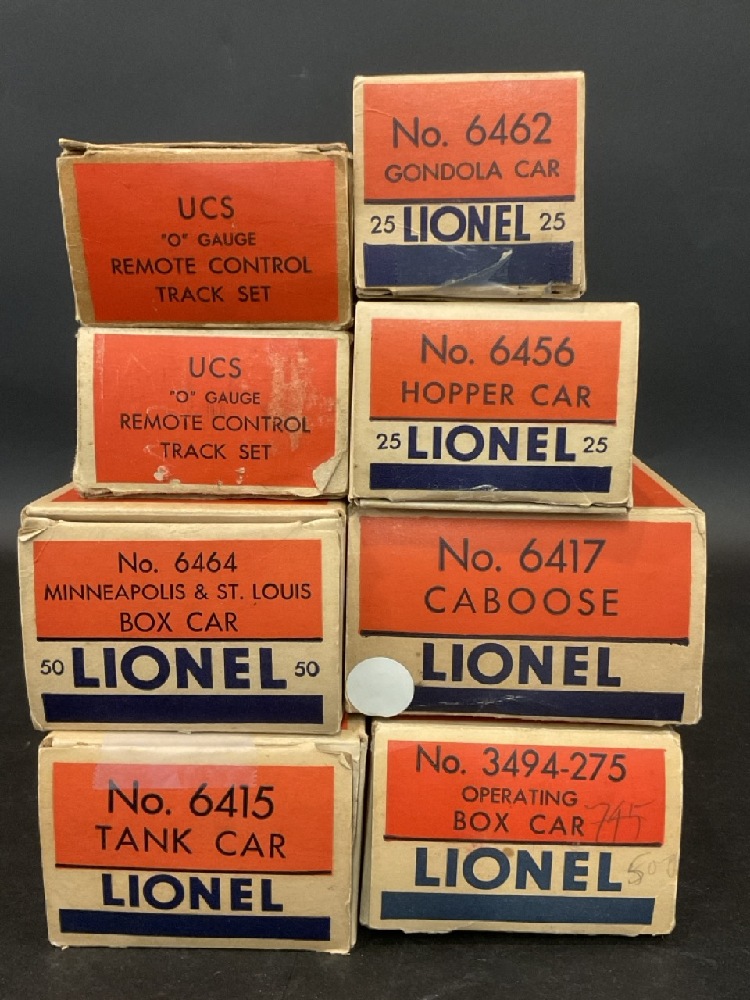 UCS
"O" GAUGE
REMOTE CONTROL
TRACK SET
No. 6462
GONDOLA CAR
25 LIONEL 25
UCS
"O" GAUGE
REMOTE CONTROL
TRACK SET
No. 6456
HOPPER CAR
25 LIONEL 25
No. 6464
MINNEAPOLIS & ST. LOUIS
BOX CAR
50 LIONEL 50
No. 6417
CABOOSE
LIONEL
No. 6415
TANK CAR
LIONEL
No. 3494-275
OPERATING
BOX CAR
LIONEL